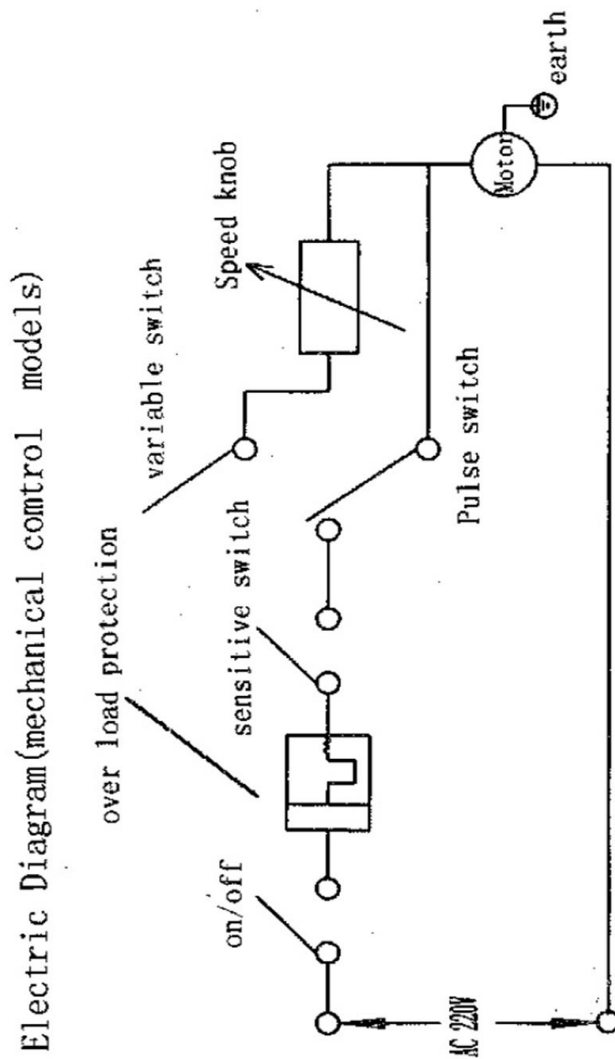 Electric Diagram(mechanical comtrol models)
over load protection
variable switch
on/off
sensitive switch
Speed knob
Pulse switch
Motor
earth
AC 220V